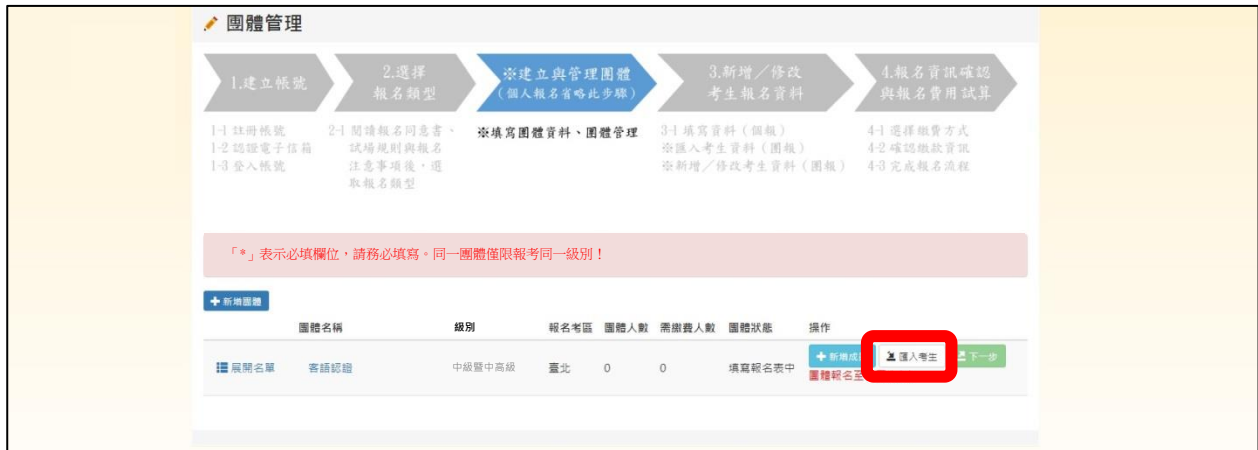 團體管理
1.建立帳號
2.選擇
報名類型
※建立與管理團體
(個人報名省略此步驟)
3.新增／修改
考生報名資料
4.報名資訊確認
與報名費用試算
1-1 註冊帳號
1-2 認證電子信箱
1-3 登入帳號
2-1 閱讀報名同意書、
試場規則與報名
注意事項後，選
取報名類型
※填寫團體資料、團體管理
3-1 填寫資料（個報）
※匯入考生資料（團報）
※新增／修改考生資料（團報）
4-1 選擇繳費方式
4-2 確認繳款資訊
4-3 完成報名流程
「*」表示必填欄位，請務必填寫。同一團體僅限報考同一級別！
新增團體
團體名稱 級別 報名考區 團體人數 需繳費人數 團體狀態 操作
展開名單 客語認證 中級暨中高級 臺北 0 0 填寫報名表中 新增成 匯入考生 下一步
團體報名至